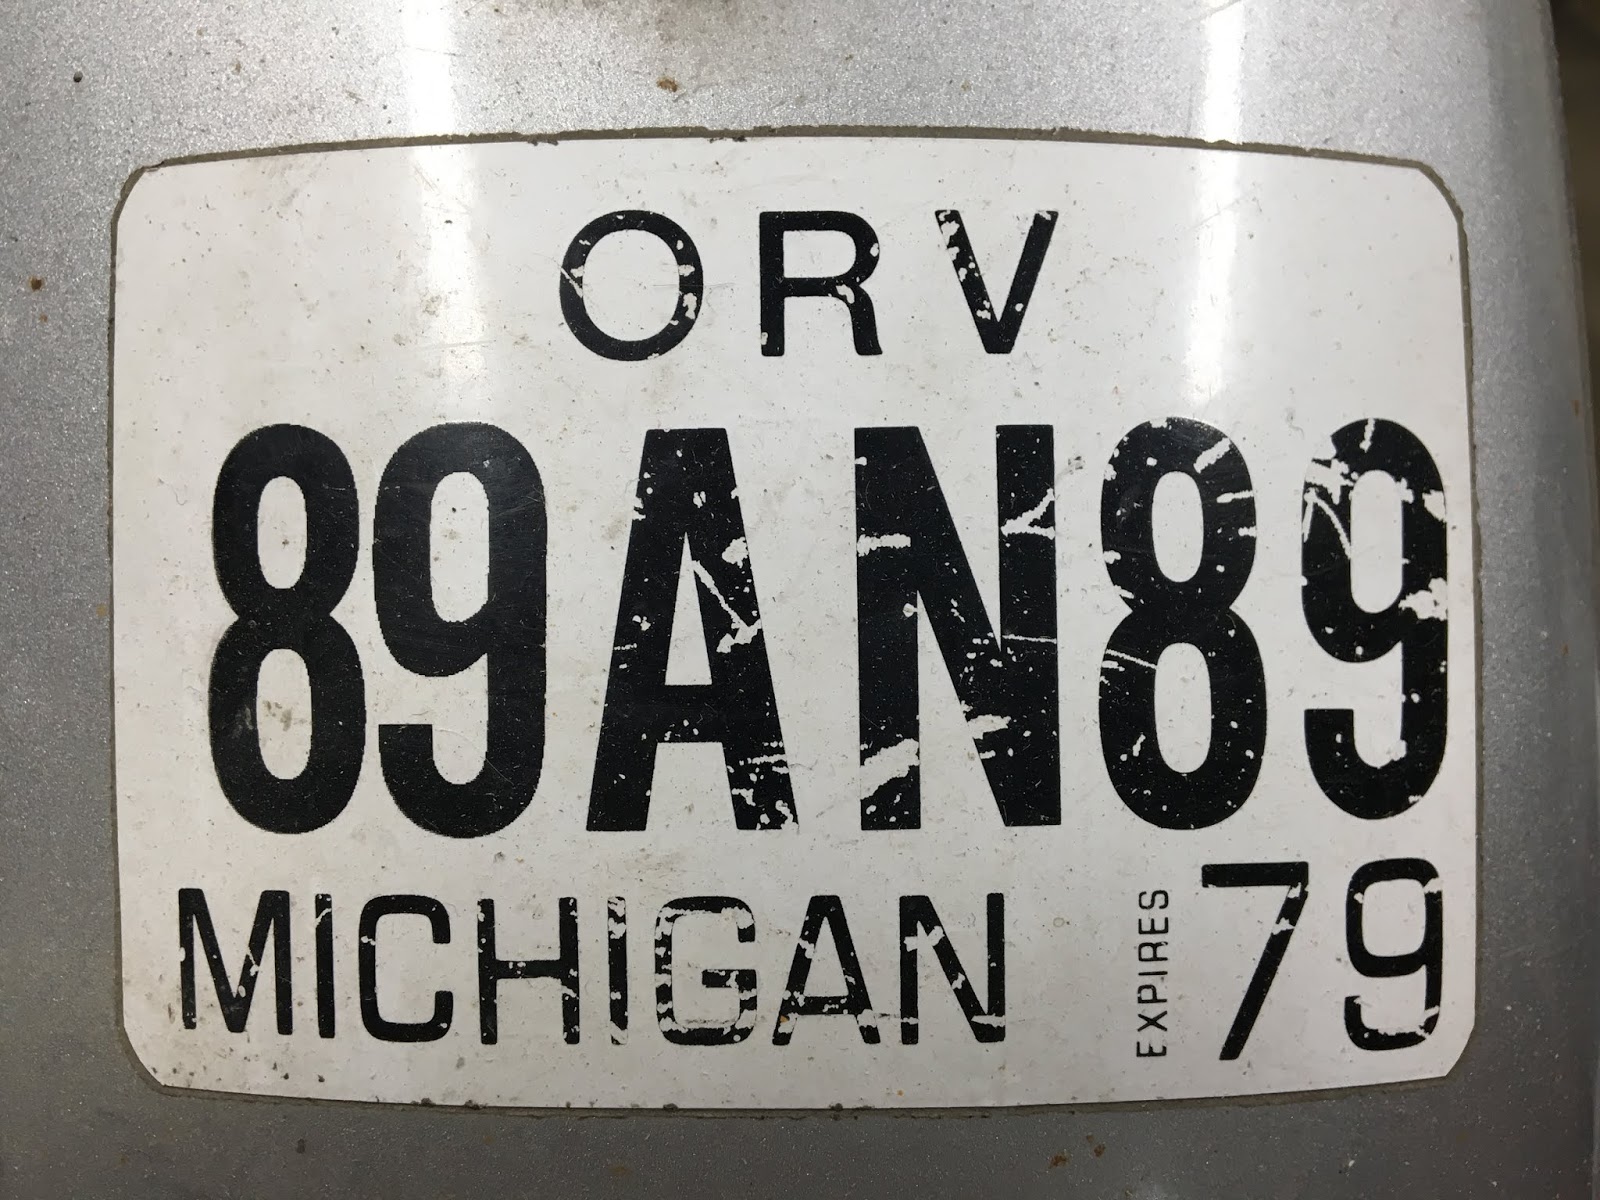 ORV
89AN89
MICHIGAN EXPIRES 79